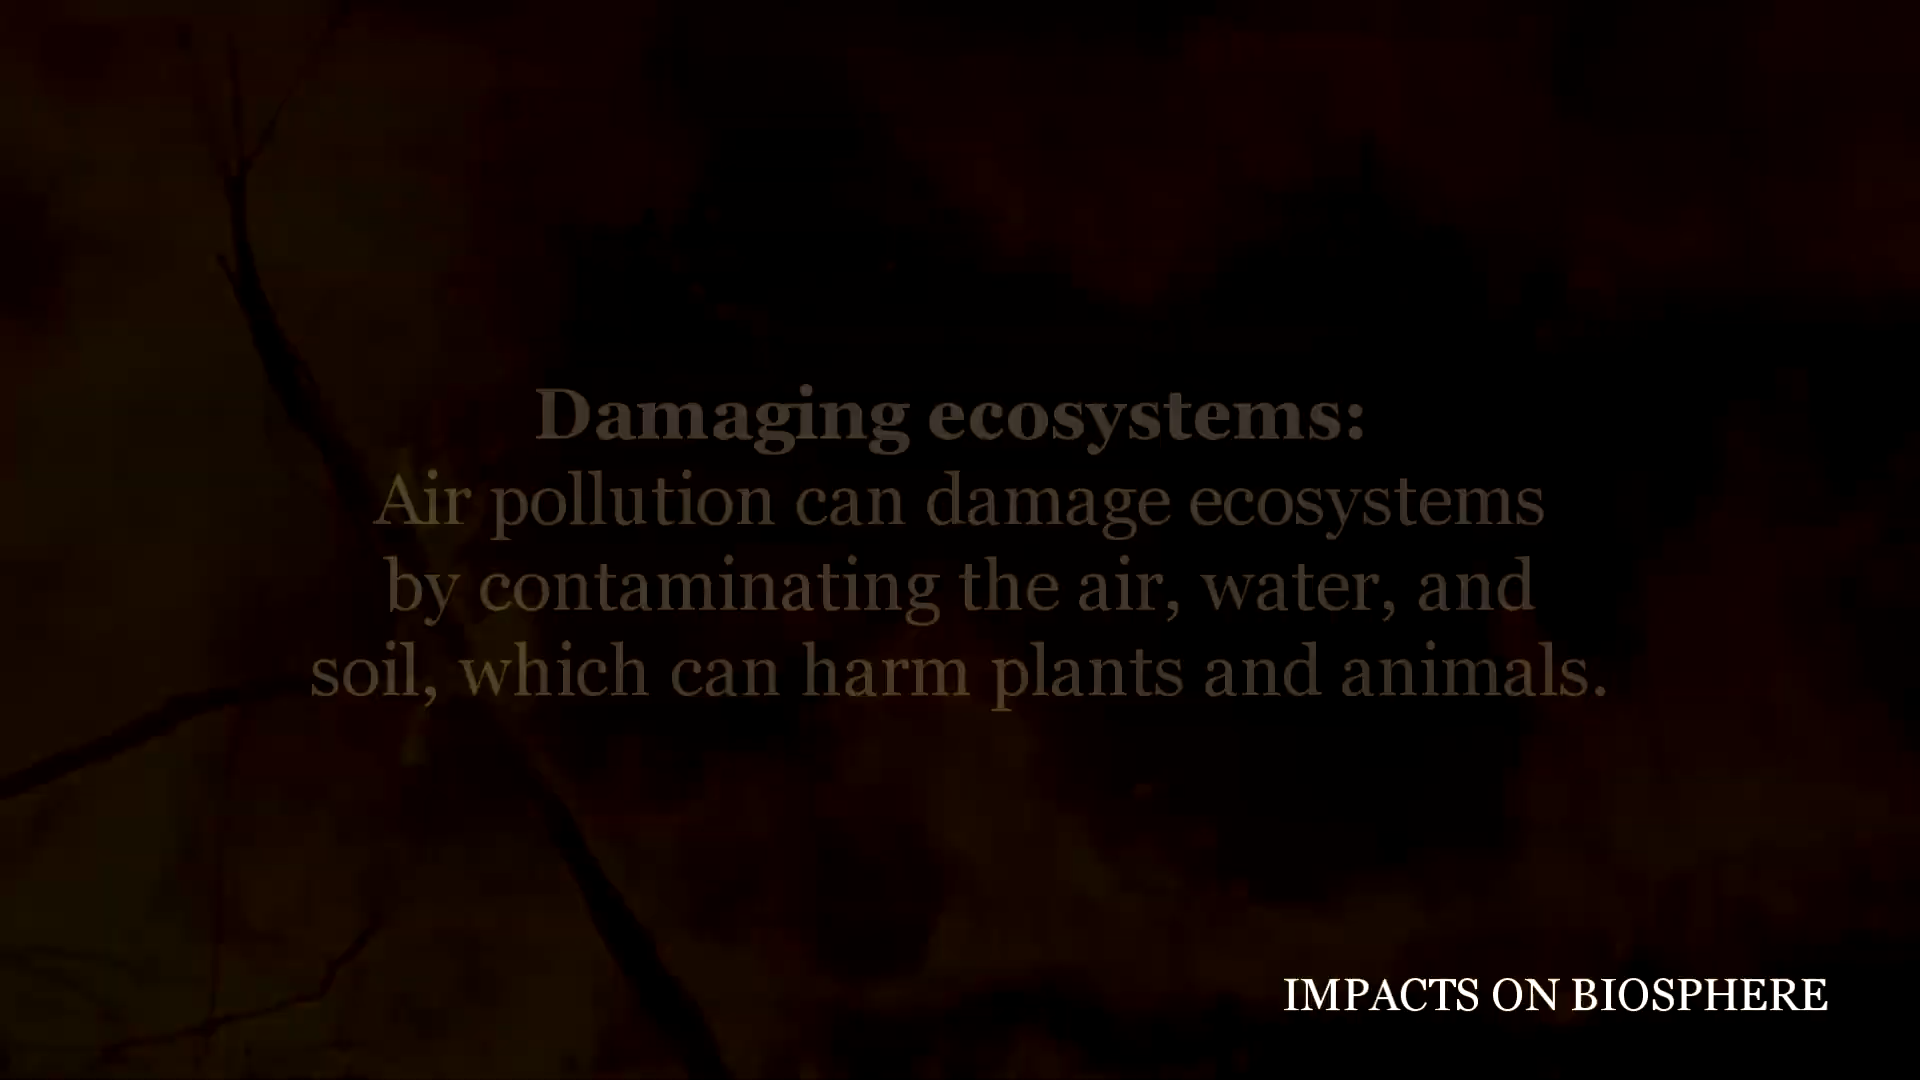 Damaging ecosystems:
Air pollution can damage ecosystems
by contaminating the air, water, and
soil, which can harm plants and animals.
IMPACTS ON BIOSPHERE